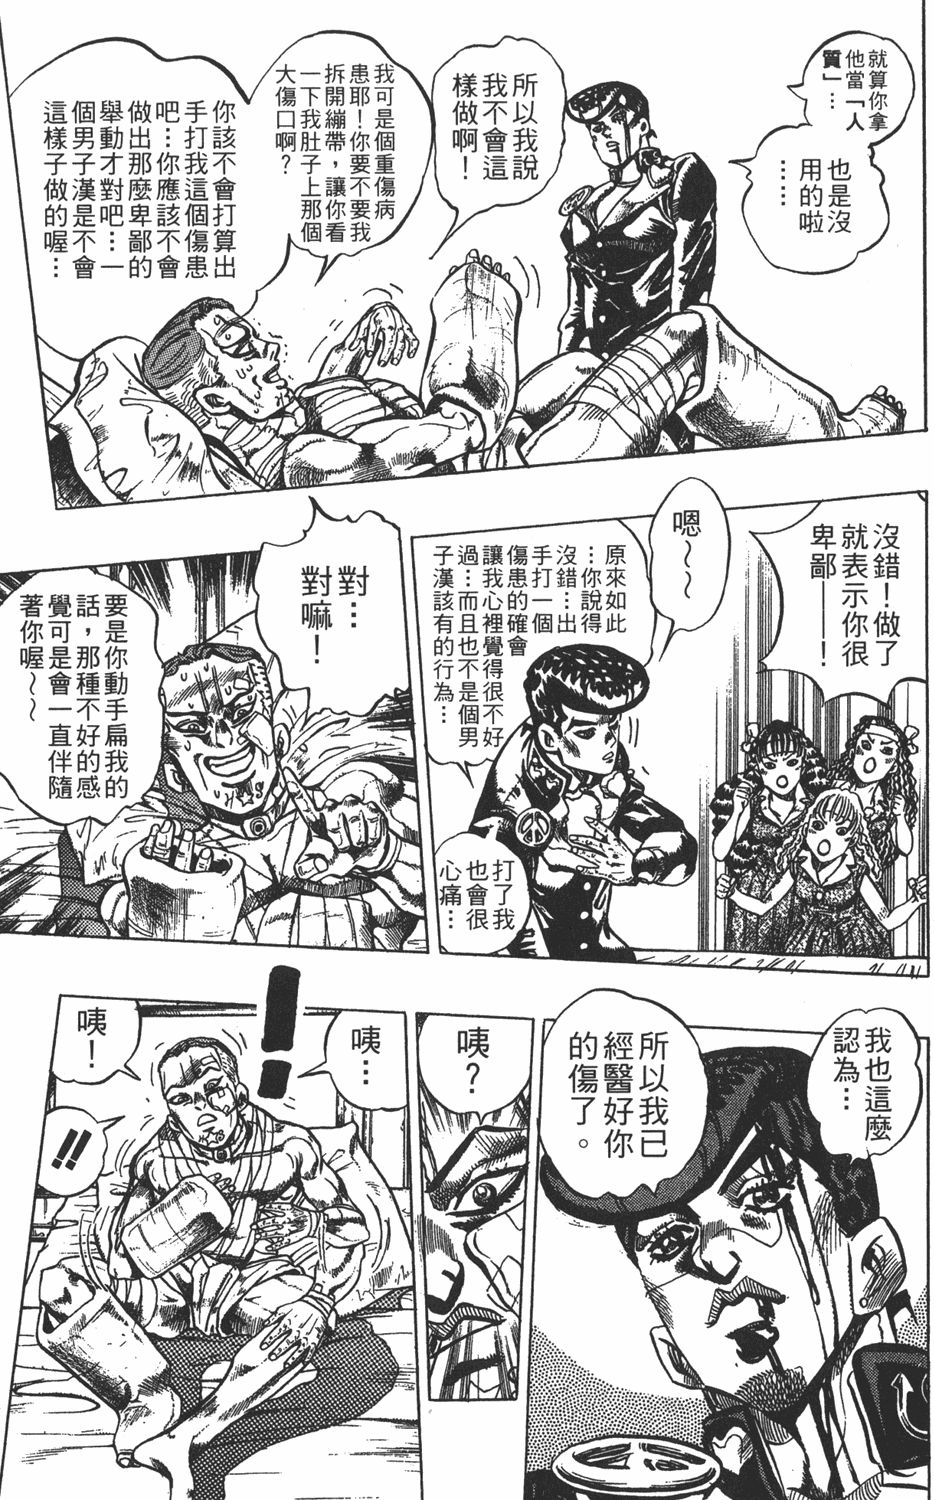 就算你拿
他當「人
質」…
也是沒
用的啦
……
所以我說
我不會這
樣做啊！
我可是個重傷病
患耶！你要不要我
拆開繃帶，讓你看
一下我肚子上那個
大傷口啊？
你該不會打算出
手打我這個傷患
吧…你應該不會
做出那麼卑鄙的
舉動才對吧…一
個男子漢是不會
這樣子做的喔…
沒錯！做了
就表示你很
卑鄙——！
嗯～～
原來如此
…你說得
沒錯…出
手打一個
傷患的確會
讓我心裡覺得很不好
過…而且也不是個男
子漢該有的行為…
打了我
也會很
心痛…
對…
對嘛！
要是你動手扁我的
話，那種不好的感
覺可是會一直伴隨
著你喔～～
我也這麼
認為…
所以我已
經醫好你
的傷了。
咦？
咦…
！
咦！
!!